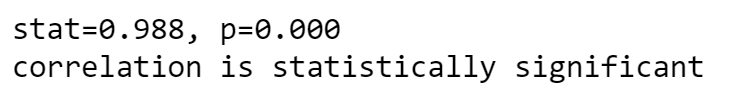 stat=0.988, p=0.000
correlation is statistically significant